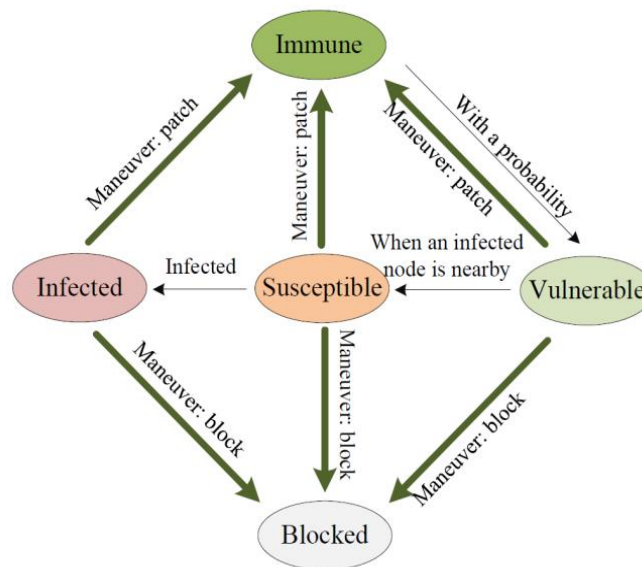 Immune
Maneuver: patch
Maneuver: patch
Maneuver: patch
With a probability
Infected
Infected
Susceptible
When an infected
node is nearby
Vulnerable
Maneuver: block
Maneuver: block
Maneuver: block
Blocked